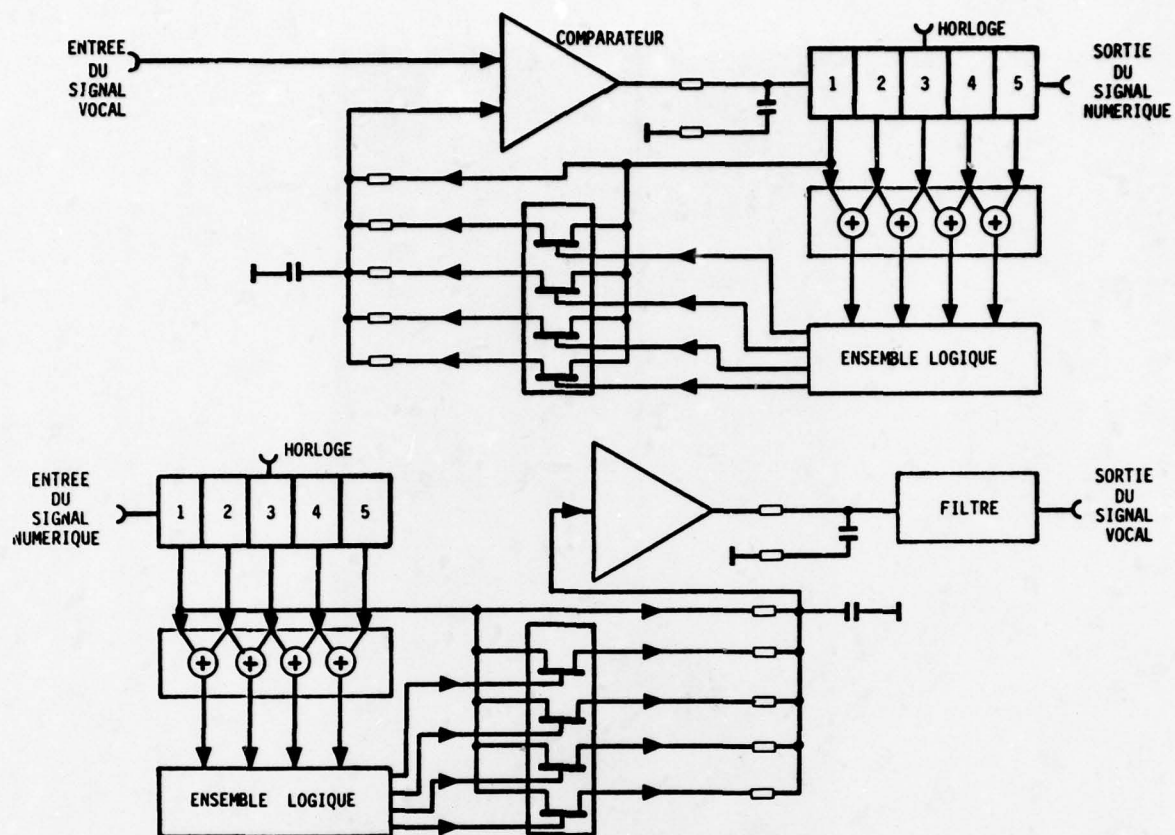 ENTREE
DU
SIGNAL
VOCAL
COMPARATEUR
HORLOGE
1 2 3 4 5
SORTIE
DU
SIGNAL
NUMÉRIQUE
+ + + +
ENSEMBLE LOGIQUE
ENTREE
DU
SIGNAL
NUMERIQUE
HORLOGE
1 2 3 4 5
FILTRE
SORTIE
DU
SIGNAL
VOCAL
+ + + +
ENSEMBLE LOGIQUE